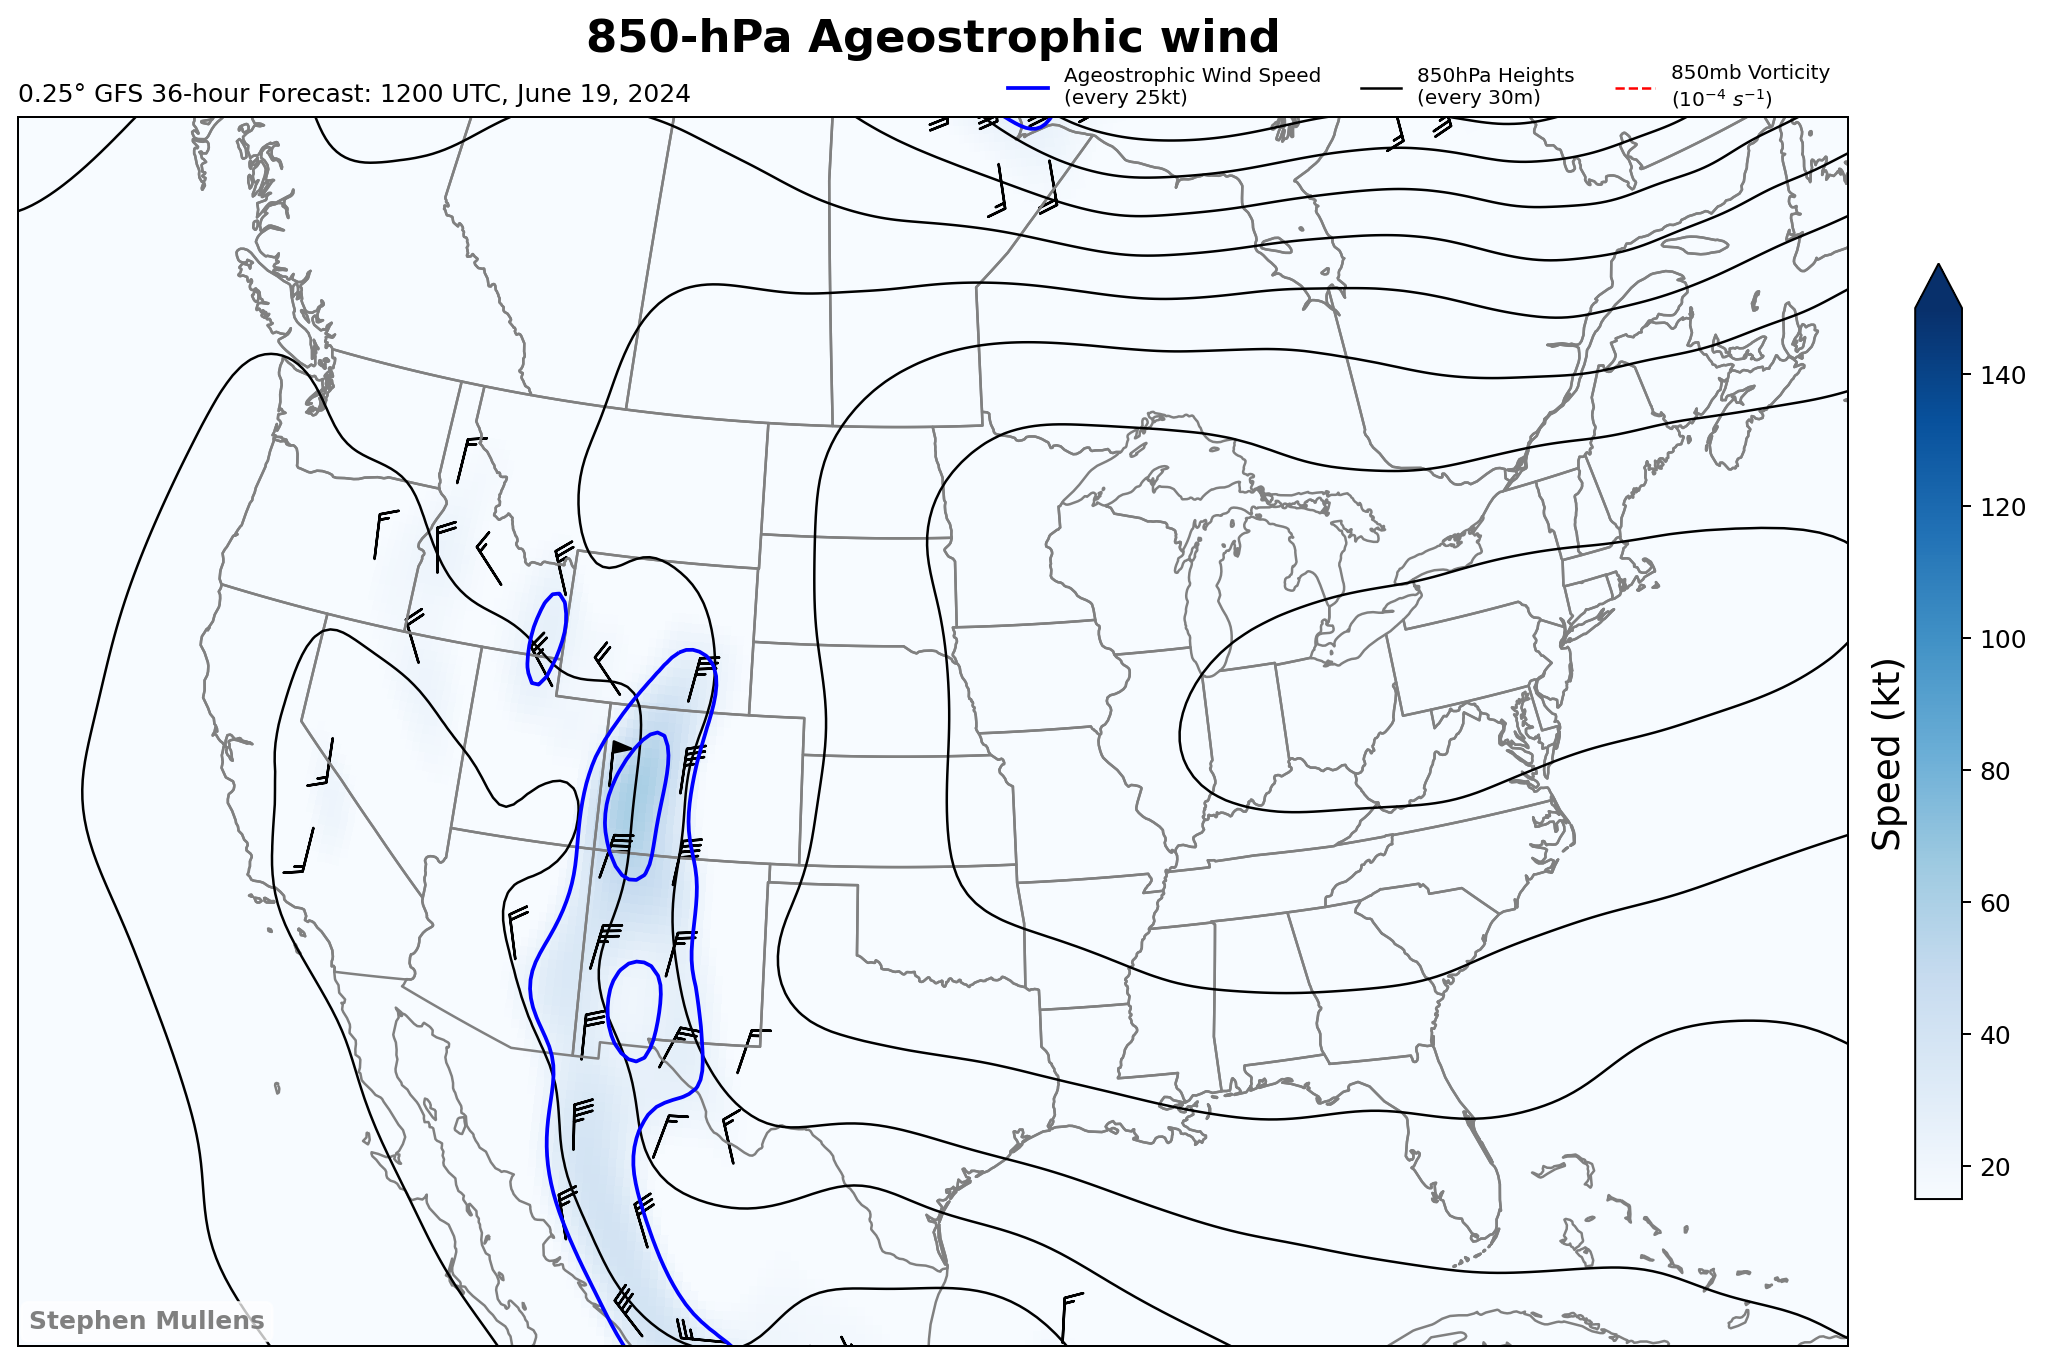 850-hPa Ageostrophic wind
0.25° GFS 36-hour Forecast: 1200 UTC, June 19, 2024
Ageostrophic Wind Speed
(every 25kt)
850hPa Heights
(every 30m)
850mb Vorticity
(10⁻⁴ s⁻¹)
140
120
100
80
60
40
20
Speed (kt)
Stephen Mullens